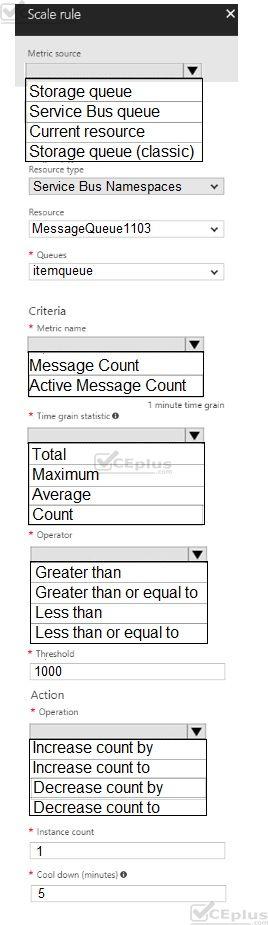 Scale rule
Metric source
Storage queue
Service Bus queue
Current resource
Storage queue (classic)
Resource type
Service Bus Namespaces
Resource
MessageQueue1103
* Queues
itemqueue
Criteria
* Metric name
Message Count
Active Message Count
1 minute time grain
* Time grain statistic
Total
Maximum
Average
Count
CEplus
.com
* Operator
Greater than
Greater than or equal to
Less than
Less than or equal to
* Threshold
1000
Action
* Operation
Increase count by
Increase count to
Decrease count by
Decrease count to
* Instance count
1
* Cool down (minutes)
5
CEplus
.com